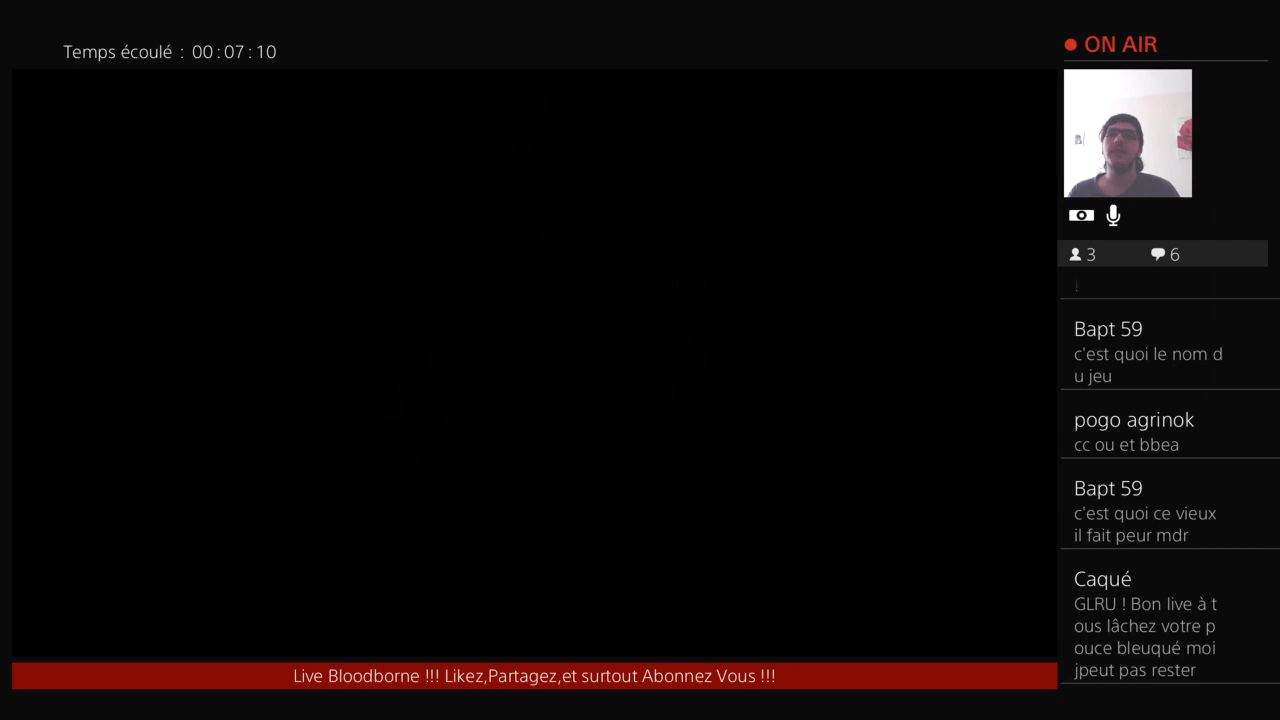 Temps écoulé : 00:07:10
ON AIR
3
6
!
Bapt 59
c'est quoi le nom d
u jeu
pogo agrinok
cc ou et bbea
Bapt 59
c'est quoi ce vieux
il fait peur mdr
Caqué
GLRU ! Bon live à t
ous lâchez votre p
ouce bleuqué moi
jpeut pas rester
Live Bloodborne !!! Likez,Partagez,et surtout Abonnez Vous !!!